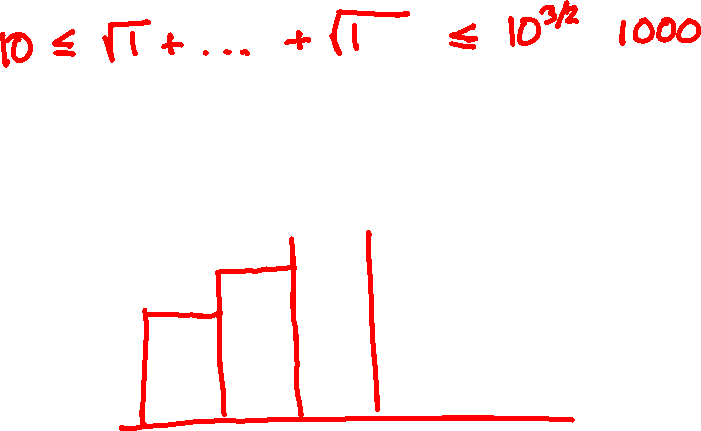 10 ≤ √1 + ... + √1 ≤ 10^3/2 1000